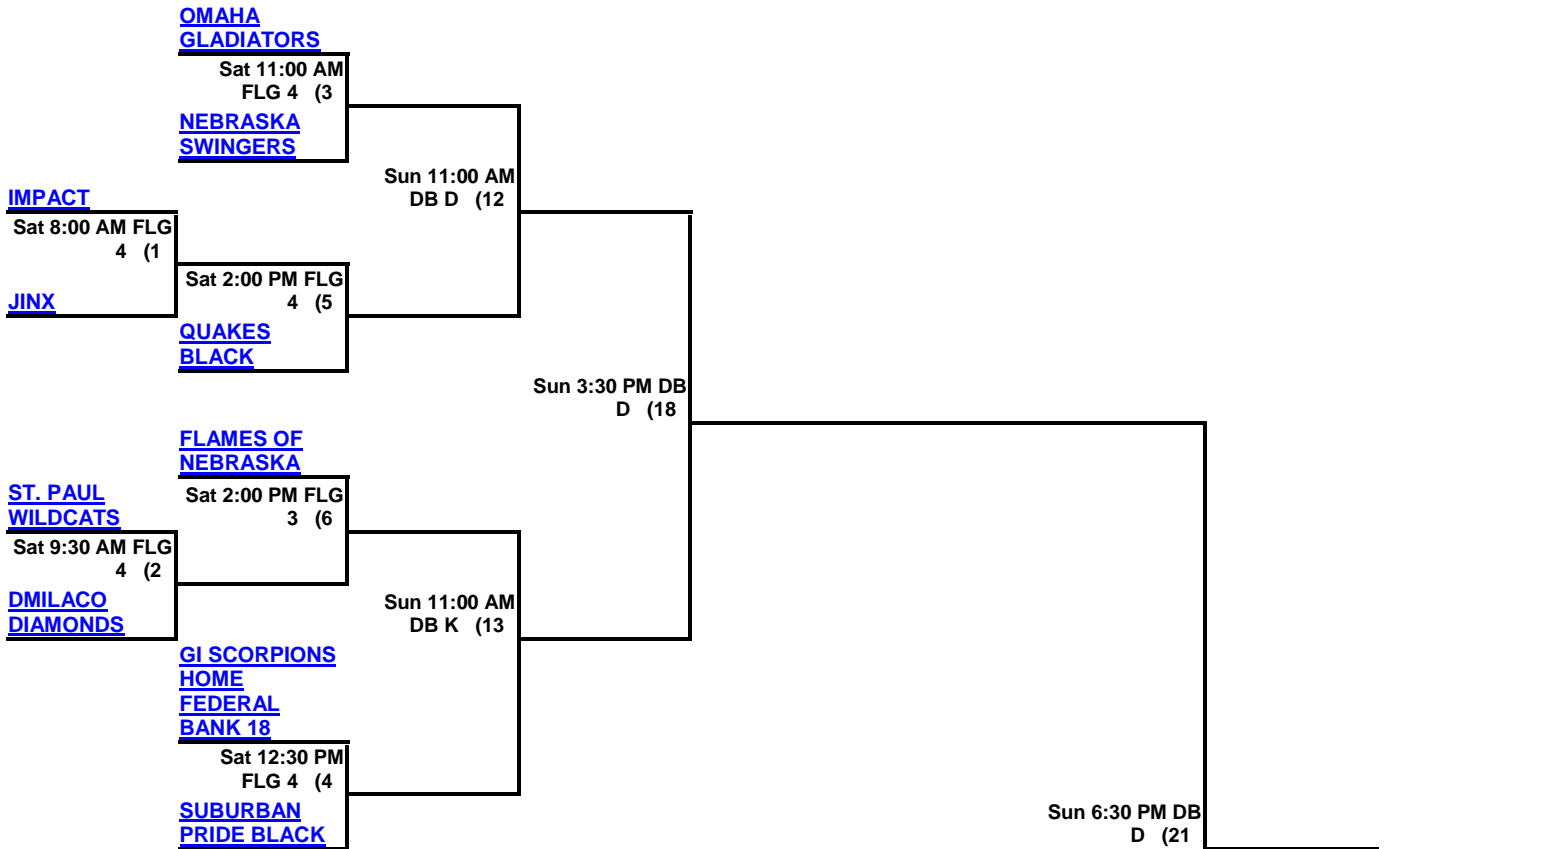 OMAHA
GLADIATORS
Sat 11:00 AM
FLG 4 (3
NEBRASKA
SWINGERS
Sun 11:00 AM
DB D (12
IMPACT
Sat 8:00 AM FLG
4 (1
Sat 2:00 PM FLG
4 (5
JINX
QUAKES
BLACK
Sun 3:30 PM DB
D (18
FLAMES OF
NEBRASKA
ST. PAUL
WILDCATS
Sat 2:00 PM FLG
3 (6
Sat 9:30 AM FLG
4 (2
DMILACO
DIAMONDS
Sun 11:00 AM
DB K (13
GI SCORPIONS
HOME
FEDERAL
BANK 18
Sat 12:30 PM
FLG 4 (4
SUBURBAN
PRIDE BLACK
Sun 6:30 PM DB
D (21